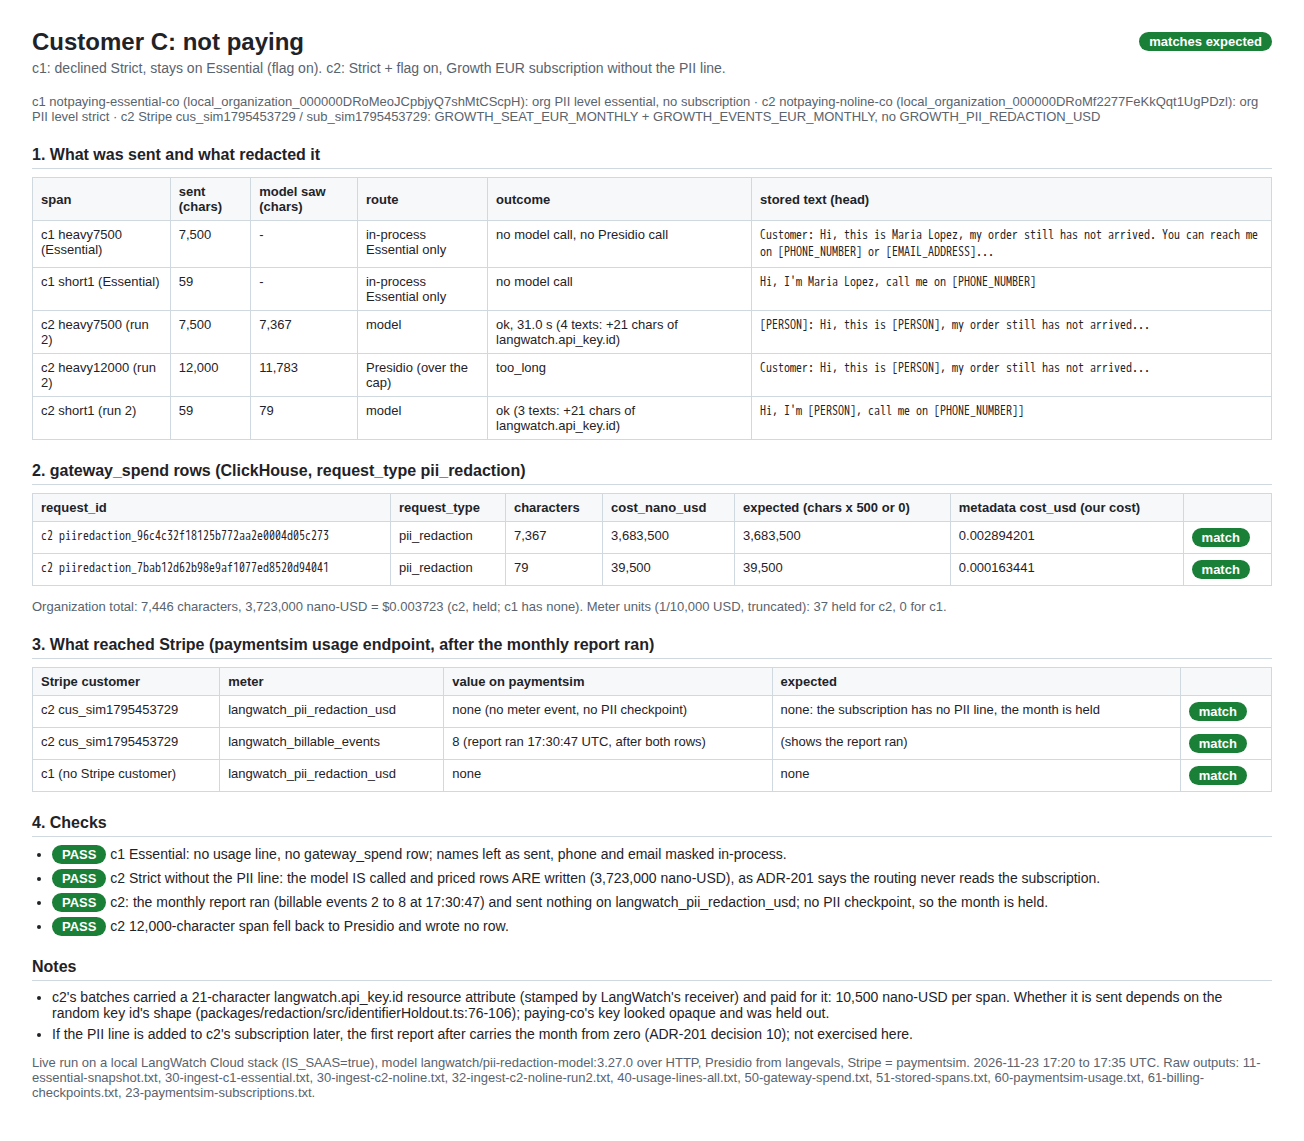 Customer C: not paying
matches expected
c1: declined Strict, stays on Essential (flag on). c2: Strict + flag on, Growth EUR subscription without the PII line.
c1 notpaying-essential-co (local_organization_000000DRoMeoJCpbjyQ7shMtCScpH): org PII level essential, no subscription · c2 notpaying-noline-co (local_organization_000000DRoMf2277FeKkQqt1UgPDzl): org
PII level strict · c2 Stripe cus_sim1795453729 / sub_sim1795453729: GROWTH_SEAT_EUR_MONTHLY + GROWTH_EVENTS_EUR_MONTHLY, no GROWTH_PII_REDACTION_USD
1. What was sent and what redacted it
span sent (chars) model saw (chars) route outcome stored text (head)
c1 heavy7500 (Essential) 7,500 - in-process Essential only no model call, no Presidio call Customer: Hi, this is Maria Lopez, my order still has not arrived. You can reach me on [PHONE_NUMBER] or [EMAIL_ADDRESS]...
c1 short1 (Essential) 59 - in-process Essential only no model call Hi, I'm Maria Lopez, call me on [PHONE_NUMBER]
c2 heavy7500 (run 2) 7,500 7,367 model ok, 31.0 s (4 texts: +21 chars of langwatch.api_key.id) [PERSON]: Hi, this is [PERSON], my order still has not arrived...
c2 heavy12000 (run 2) 12,000 11,783 Presidio (over the cap) too_long Customer: Hi, this is [PERSON], my order still has not arrived...
c2 short1 (run 2) 59 79 model ok (3 texts: +21 chars of langwatch.api_key.id) Hi, I'm [PERSON], call me on [PHONE_NUMBER]]
2. gateway_spend rows (ClickHouse, request_type pii_redaction)
request_id request_type characters cost_nano_usd expected (chars x 500 or 0) metadata cost_usd (our cost)
c2 piiredaction_96c4c32f18125b772aa2e0004d05c273 pii_redaction 7,367 3,683,500 3,683,500 0.002894201 match
c2 piiredaction_7bab12d62b98e9af1077ed8520d94041 pii_redaction 79 39,500 39,500 0.000163441 match
Organization total: 7,446 characters, 3,723,000 nano-USD = $0.003723 (c2, held; c1 has none). Meter units (1/10,000 USD, truncated): 37 held for c2, 0 for c1.
3. What reached Stripe (paymentsim usage endpoint, after the monthly report ran)
Stripe customer meter value on paymentsim expected
c2 cus_sim1795453729 langwatch_pii_redaction_usd none (no meter event, no PII checkpoint) none: the subscription has no PII line, the month is held match
c2 cus_sim1795453729 langwatch_billable_events 8 (report ran 17:30:47 UTC, after both rows) (shows the report ran) match
c1 (no Stripe customer) langwatch_pii_redaction_usd none none match
4. Checks
• PASS c1 Essential: no usage line, no gateway_spend row; names left as sent, phone and email masked in-process.
• PASS c2 Strict without the PII line: the model IS called and priced rows ARE written (3,723,000 nano-USD), as ADR-201 says the routing never reads the subscription.
• PASS c2: the monthly report ran (billable events 2 to 8 at 17:30:47) and sent nothing on langwatch_pii_redaction_usd; no PII checkpoint, so the month is held.
• PASS c2 12,000-character span fell back to Presidio and wrote no row.
Notes
• c2's batches carried a 21-character langwatch.api_key.id resource attribute (stamped by LangWatch's receiver) and paid for it: 10,500 nano-USD per span. Whether it is sent depends on the
random key id's shape (packages/redaction/src/identifierHoldout.ts:76-106); paying-co's key looked opaque and was held out.
• If the PII line is added to c2's subscription later, the first report after carries the month from zero (ADR-201 decision 10); not exercised here.
Live run on a local LangWatch Cloud stack (IS_SAAS=true), model langwatch/pii-redaction-model:3.27.0 over HTTP, Presidio from langevals, Stripe = paymentsim. 2026-11-23 17:20 to 17:35 UTC. Raw outputs: 11-
essential-snapshot.txt, 30-ingest-c1-essential.txt, 30-ingest-c2-noline.txt, 32-ingest-c2-noline-run2.txt, 40-usage-lines-all.txt, 50-gateway-spend.txt, 51-stored-spans.txt, 60-paymentsim-usage.txt, 61-billing-
checkpoints.txt, 23-paymentsim-subscriptions.txt.